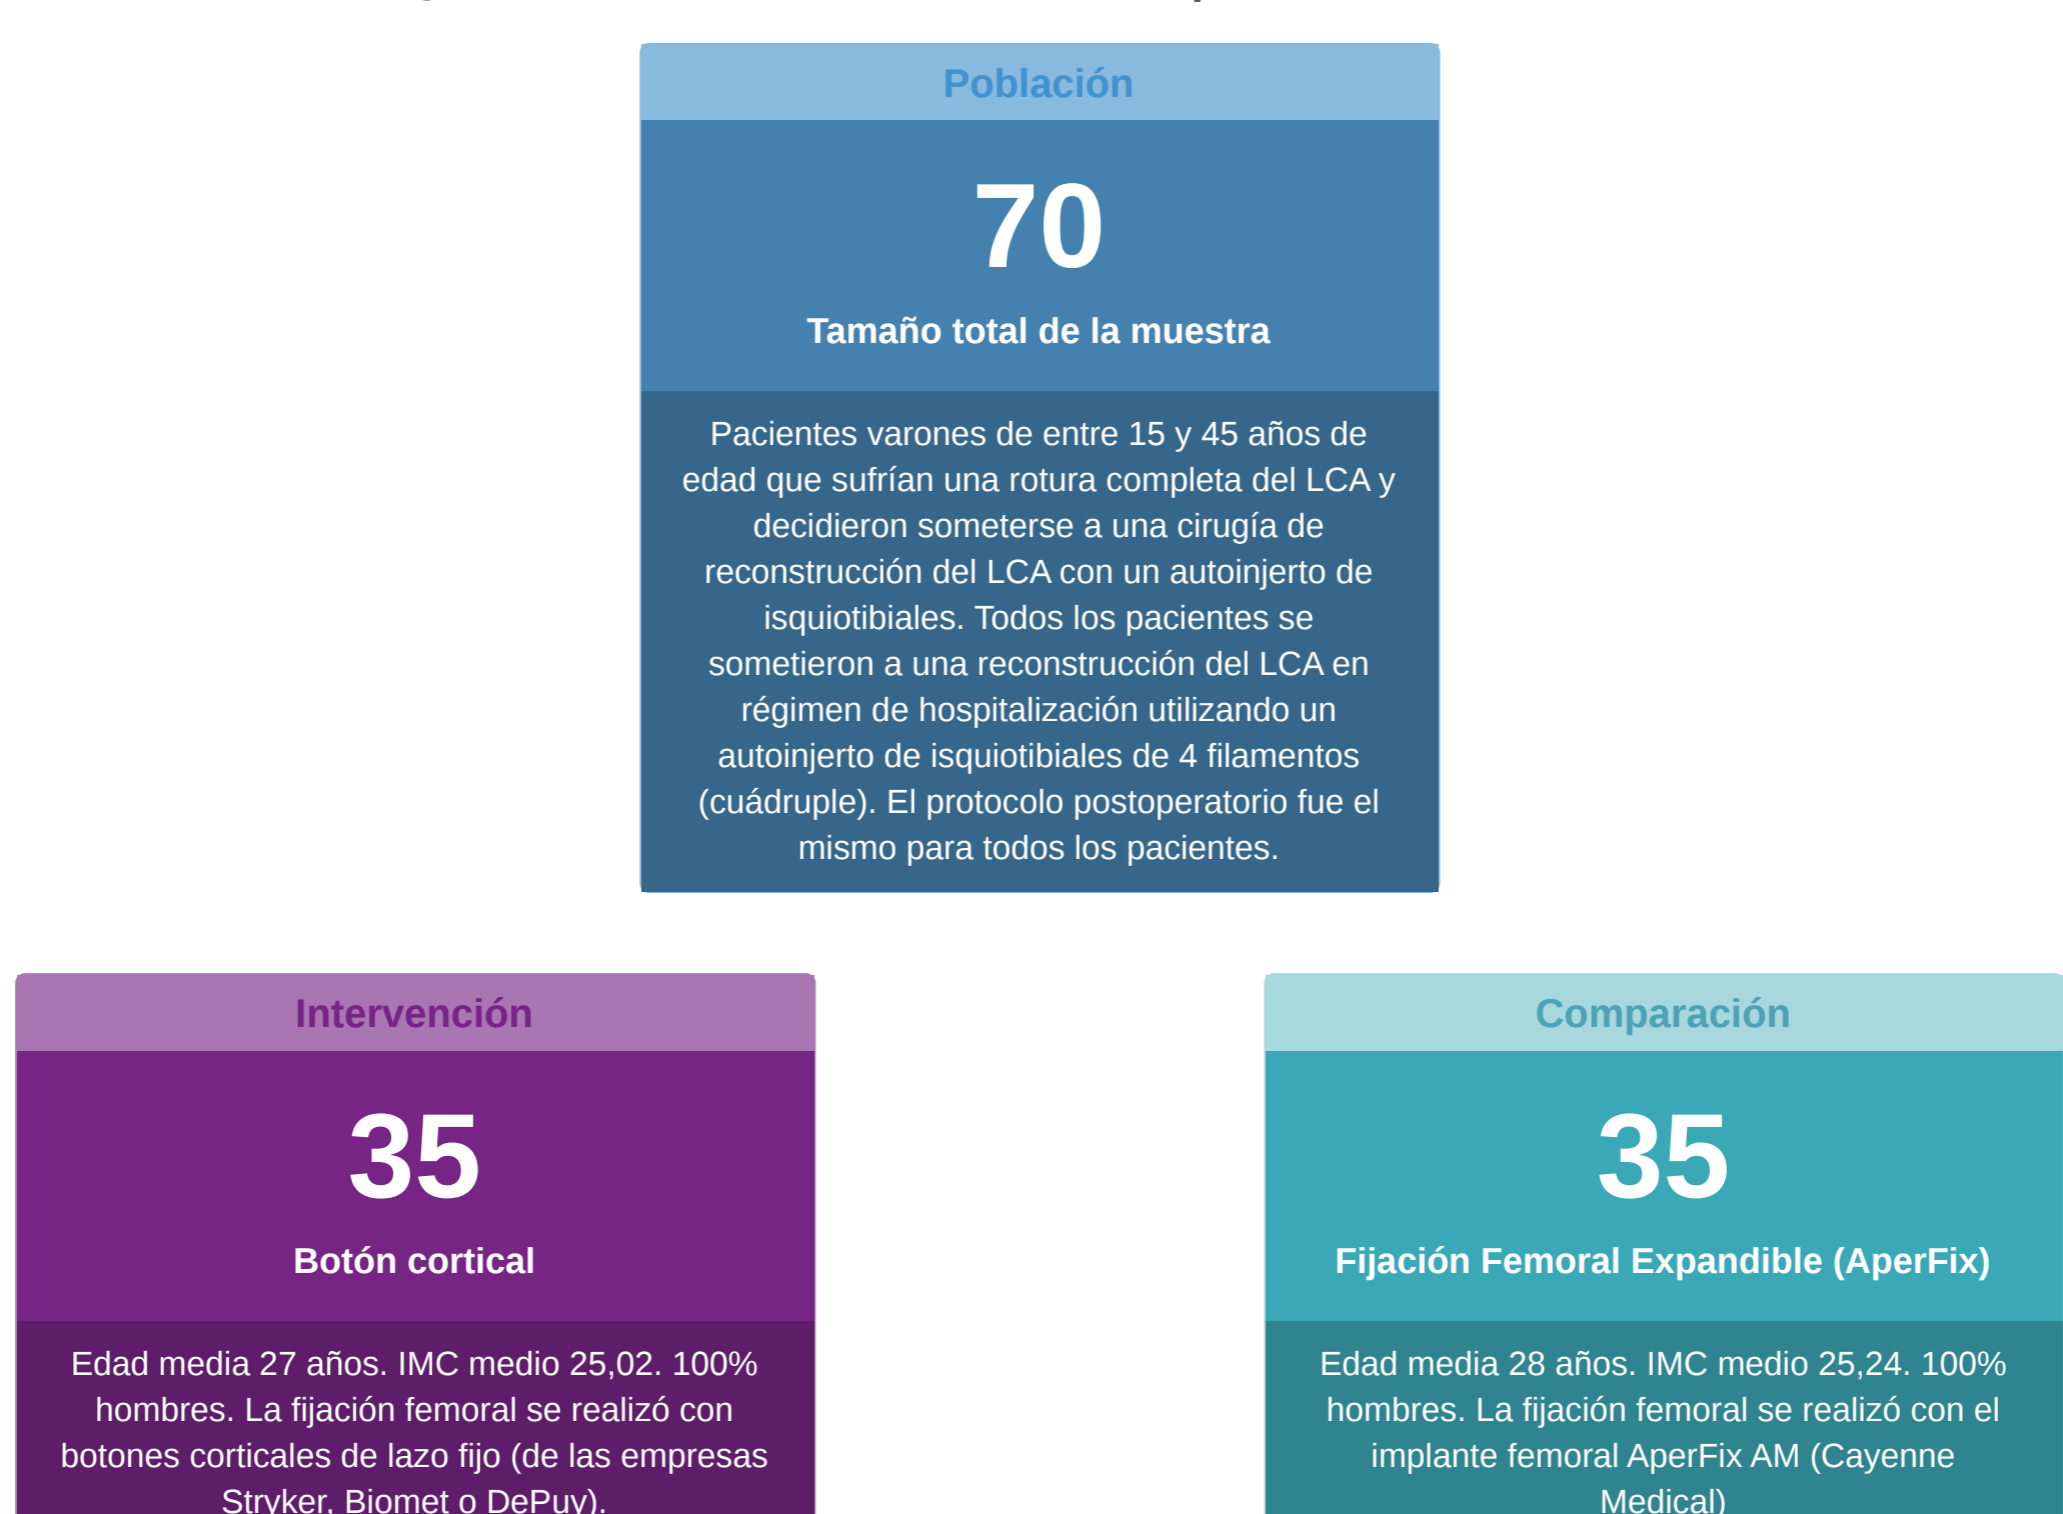 Población
70
Tamaño total de la muestra
Pacientes varones de entre 15 y 45 años de
edad que sufrían una rotura completa del LCA y
decidieron someterse a una cirugía de
reconstrucción del LCA con un autoinjerto de
isquiotibiales. Todos los pacientes se
sometieron a una reconstrucción del LCA en
régimen de hospitalización utilizando un
autoinjerto de isquiotibiales de 4 filamentos
(cuádruple). El protocolo postoperatorio fue el
mismo para todos los pacientes.
Intervención
35
Botón cortical
Edad media 27 años. IMC medio 25,02. 100%
hombres. La fijación femoral se realizó con
botones corticales de lazo fijo (de las empresas
Stryker, Biomet o DePuy).
Comparación
35
Fijación Femoral Expandible (AperFix)
Edad media 28 años. IMC medio 25,24. 100%
hombres. La fijación femoral se realizó con el
implante femoral AperFix AM (Cayenne
Medical)